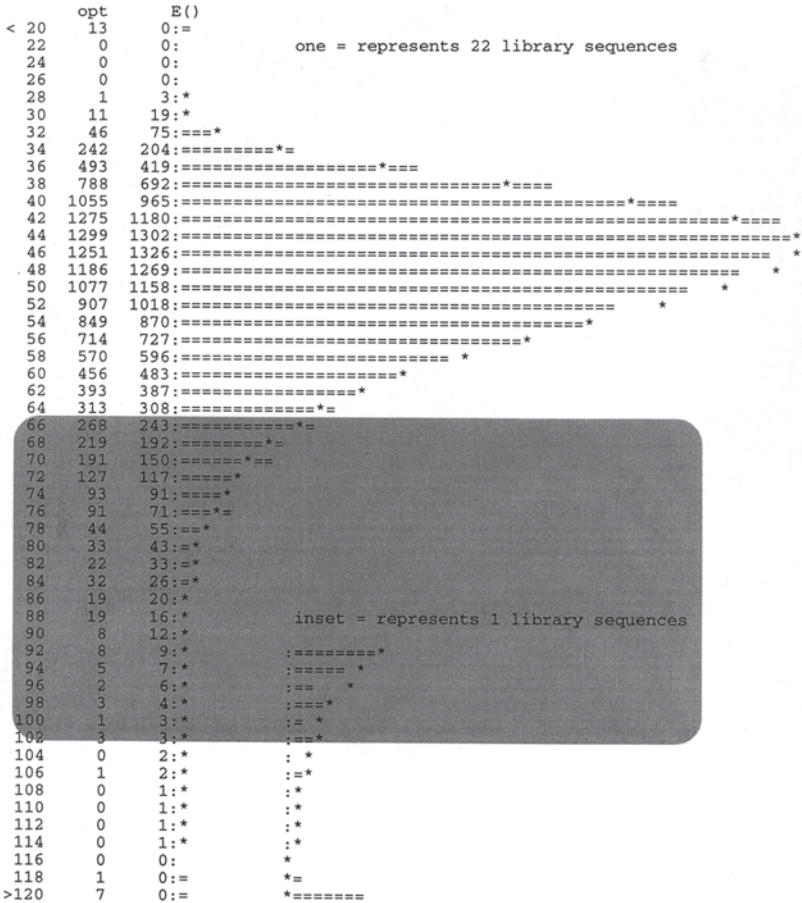 opt E()
< 20 13 0:=
22 0 0: one = represents 22 library sequences
24 0 0:
26 0 0:
28 1 3:*
30 11 19:*
32 46 75:===*
34 242 204:=========*=
36 493 419:===================*===
38 788 692:===============================*====
40 1055 965:===========================================*====
42 1275 1180:=====================================================*====
44 1299 1302:===========================================================*
46 1251 1326:=========================================================   *
48 1186 1269:======================================================   *
50 1077 1158:=================================================   *
52 907 1018:==========================================    *
54 849 870:=======================================*
56 714 727:=================================*
58 570 596:========================== *
60 456 483:=====================*
62 393 387:=================*
64 313 308:=============*=
66 268 243:===========*=
68 219 192:========*=
70 191 150:======*==
72 127 117:=====*
74 93 91:====*
76 91 71:===*=
78 44 55:==*
80 33 43:=*
82 22 33:=*
84 32 26:=*
86 19 20:*
88 19 16:* inset = represents 1 library sequences
90 8 12:*
92 8 9:* :========*
94 5 7:* :===== *
96 2 6:* :==   *
98 3 4:* :===*
100 1 3:* := *
102 3 3:* :==*
104 0 2:* : *
106 1 2:* :=*
108 0 1:* :*
110 0 1:* :*
112 0 1:* :*
114 0 1:* :*
116 0 0: *
118 1 0:= *=
>120 7 0:= *=======